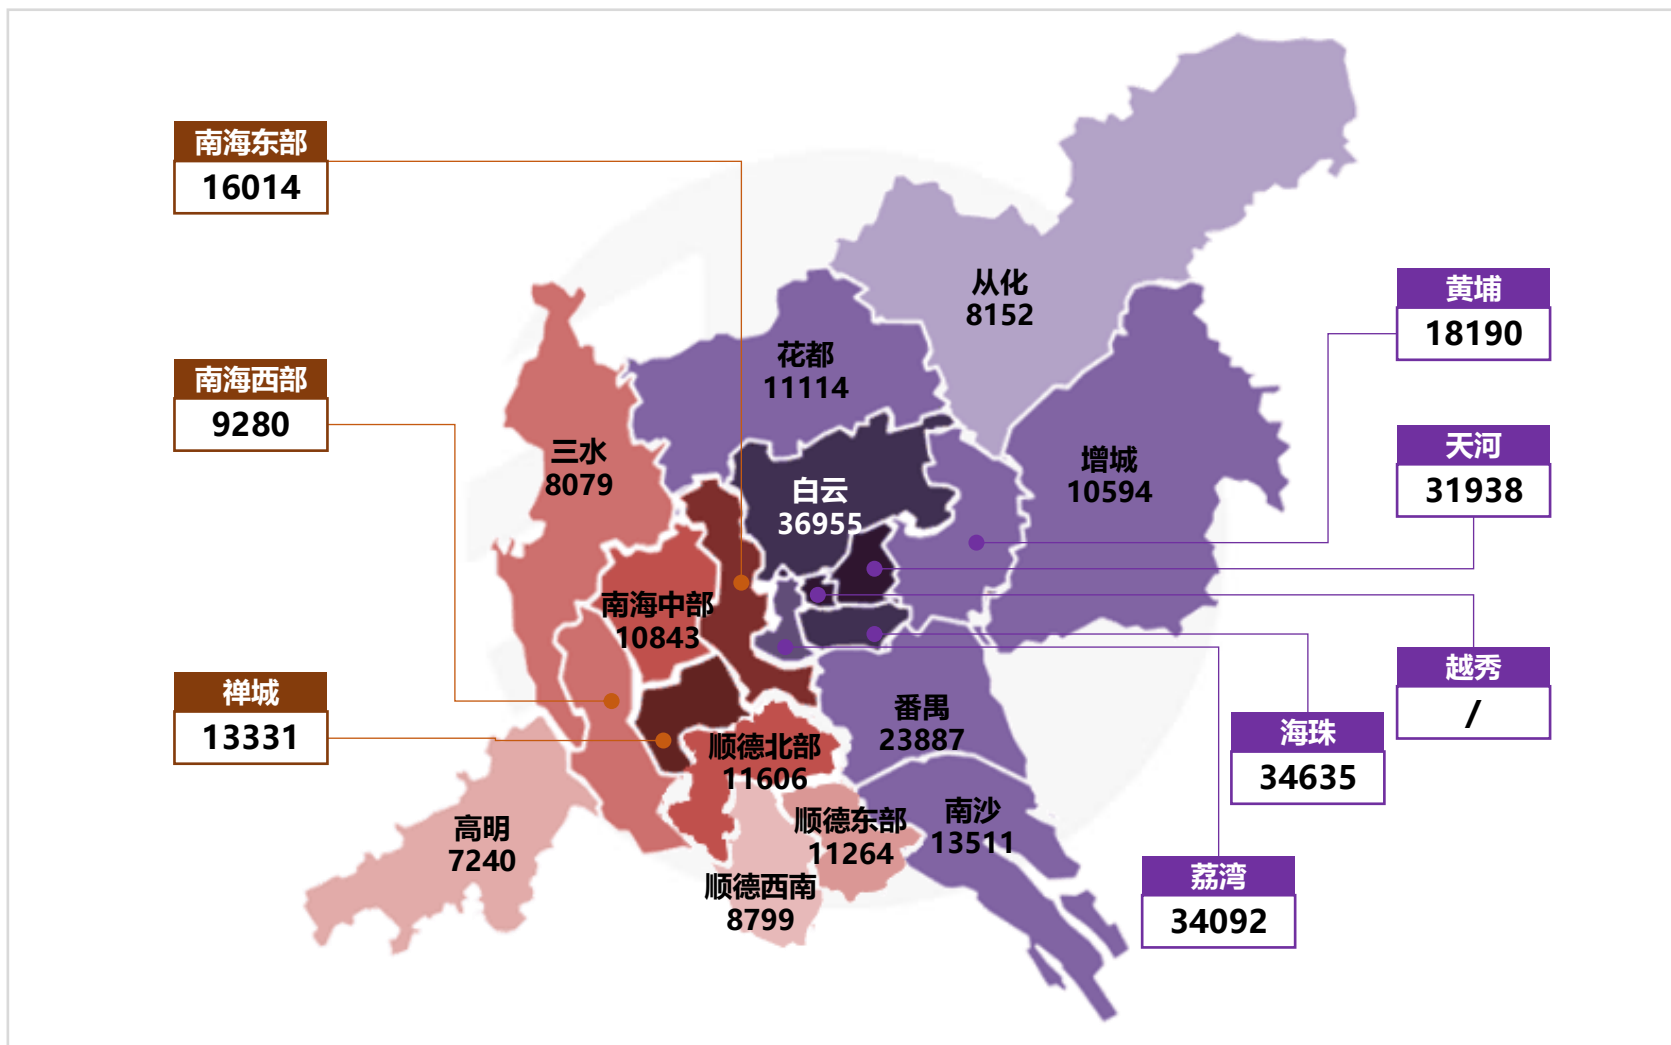 南海东部
16014
从化
8152
黄埔
18190
花都
11114
南海西部
9280
三水
8079
增城
10594
天河
31938
白云
36955
南海中部
10843
禅城
13331
越秀
/
番禺
23887
海珠
34635
顺德北部
11606
高明
7240
顺德东部
11264
南沙
13511
顺德西南
8799
荔湾
34092